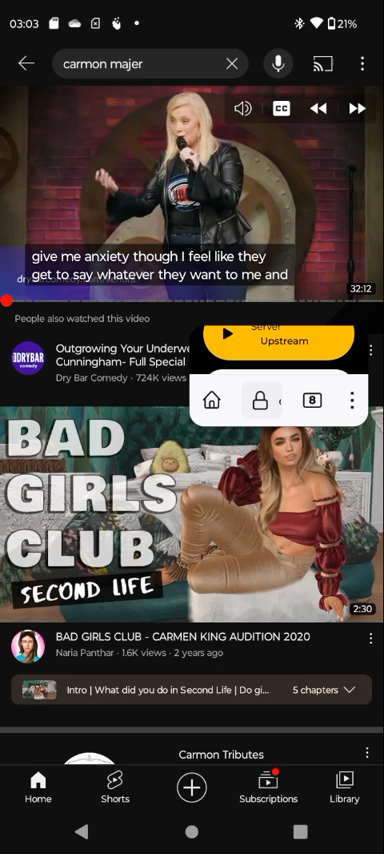 03:03
21%
carmon majer
CC
give me anxiety though I feel like they
get to say whatever they want to me and
32:12
People also watched this video
DRYBAR
comedy
Outgrowing Your Underwe
Cunningham- Full Special
Dry Bar Comedy · 724K views
Server
Upstream
8
BAD
GIRLS
CLUB
SECOND LIFE
2:30
BAD GIRLS CLUB - CARMEN KING AUDITION 2020
Naria Panthar · 1.6K views · 2 years ago
Intro | What did you do in Second Life | Do gi...
5 chapters
Carmon Tributes
Home
Shorts
Subscriptions
Library